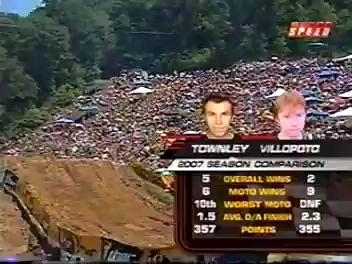 SPEED
TOWNLEY VILLOPOTO
2007 SEASON COMPARISON
5 OVERALL WINS 2
6 MOTO WINS 9
10th WORST MOTO DNF
1.5 AVG. O/A FINISH 2.3
357 POINTS 355